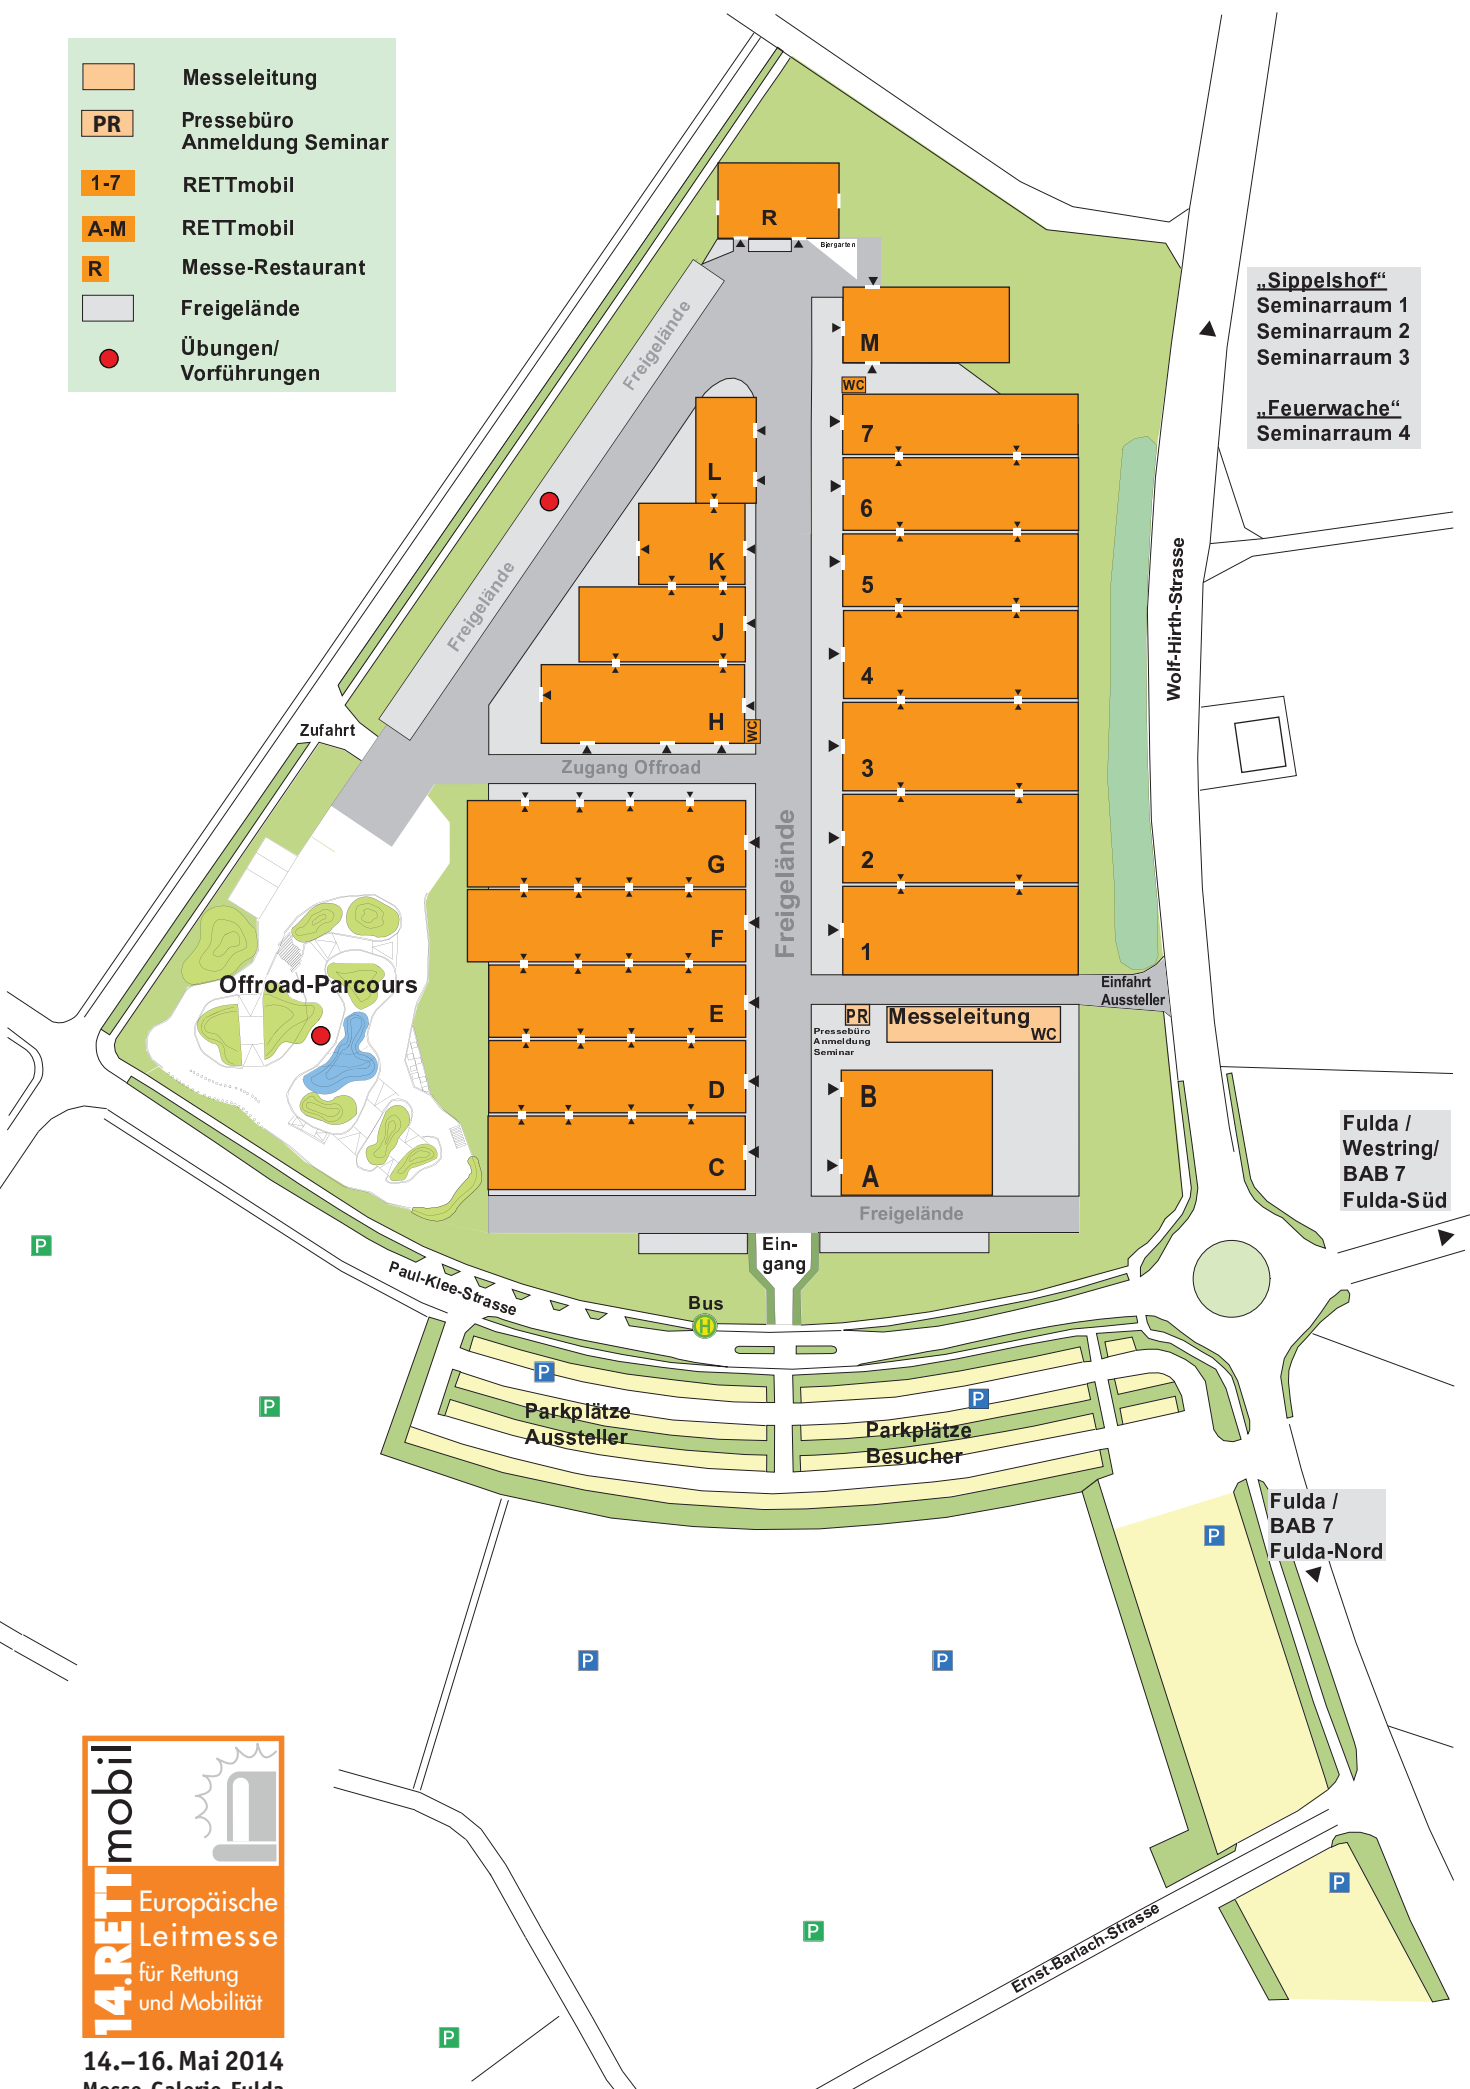 Messeleitung
PR
Pressebüro
Anmeldung Seminar
1-7
RETTmobil
A-M
RETTmobil
R
Messe-Restaurant
Freigelände
Übungen/
Vorführungen
R
Biergarten
„Sippelshof“
Seminarraum 1
Seminarraum 2
Seminarraum 3
„Feuerwache“
Seminarraum 4
Freigelände
M
WC
7
L
6
K
5
Freigelände
J
4
Wolf-Hirth-Strasse
H
WC
Zufahrt
Zugang Offroad
3
Freigelände
G
2
F
1
Offroad-Parcours
Einfahrt
Aussteller
E
PR
Messeleitung
WC
Pressebüro
Anmeldung
Seminar
D
B
C
A
Fulda /
Westring/
BAB 7
Fulda-Süd
Freigelände
P
Ein-
gang
Paul-Klee-Strasse
Bus
H
P
P
P
Parkplätze
Aussteller
Parkplätze
Besucher
Fulda /
BAB 7
Fulda-Nord
P
P
P
P
P
P
Ernst-Barlach-Strasse
14.RETTmobil
Europäische
Leitmesse
für Rettung
und Mobilität
14.–16. Mai 2014
Messe Galerie Fulda